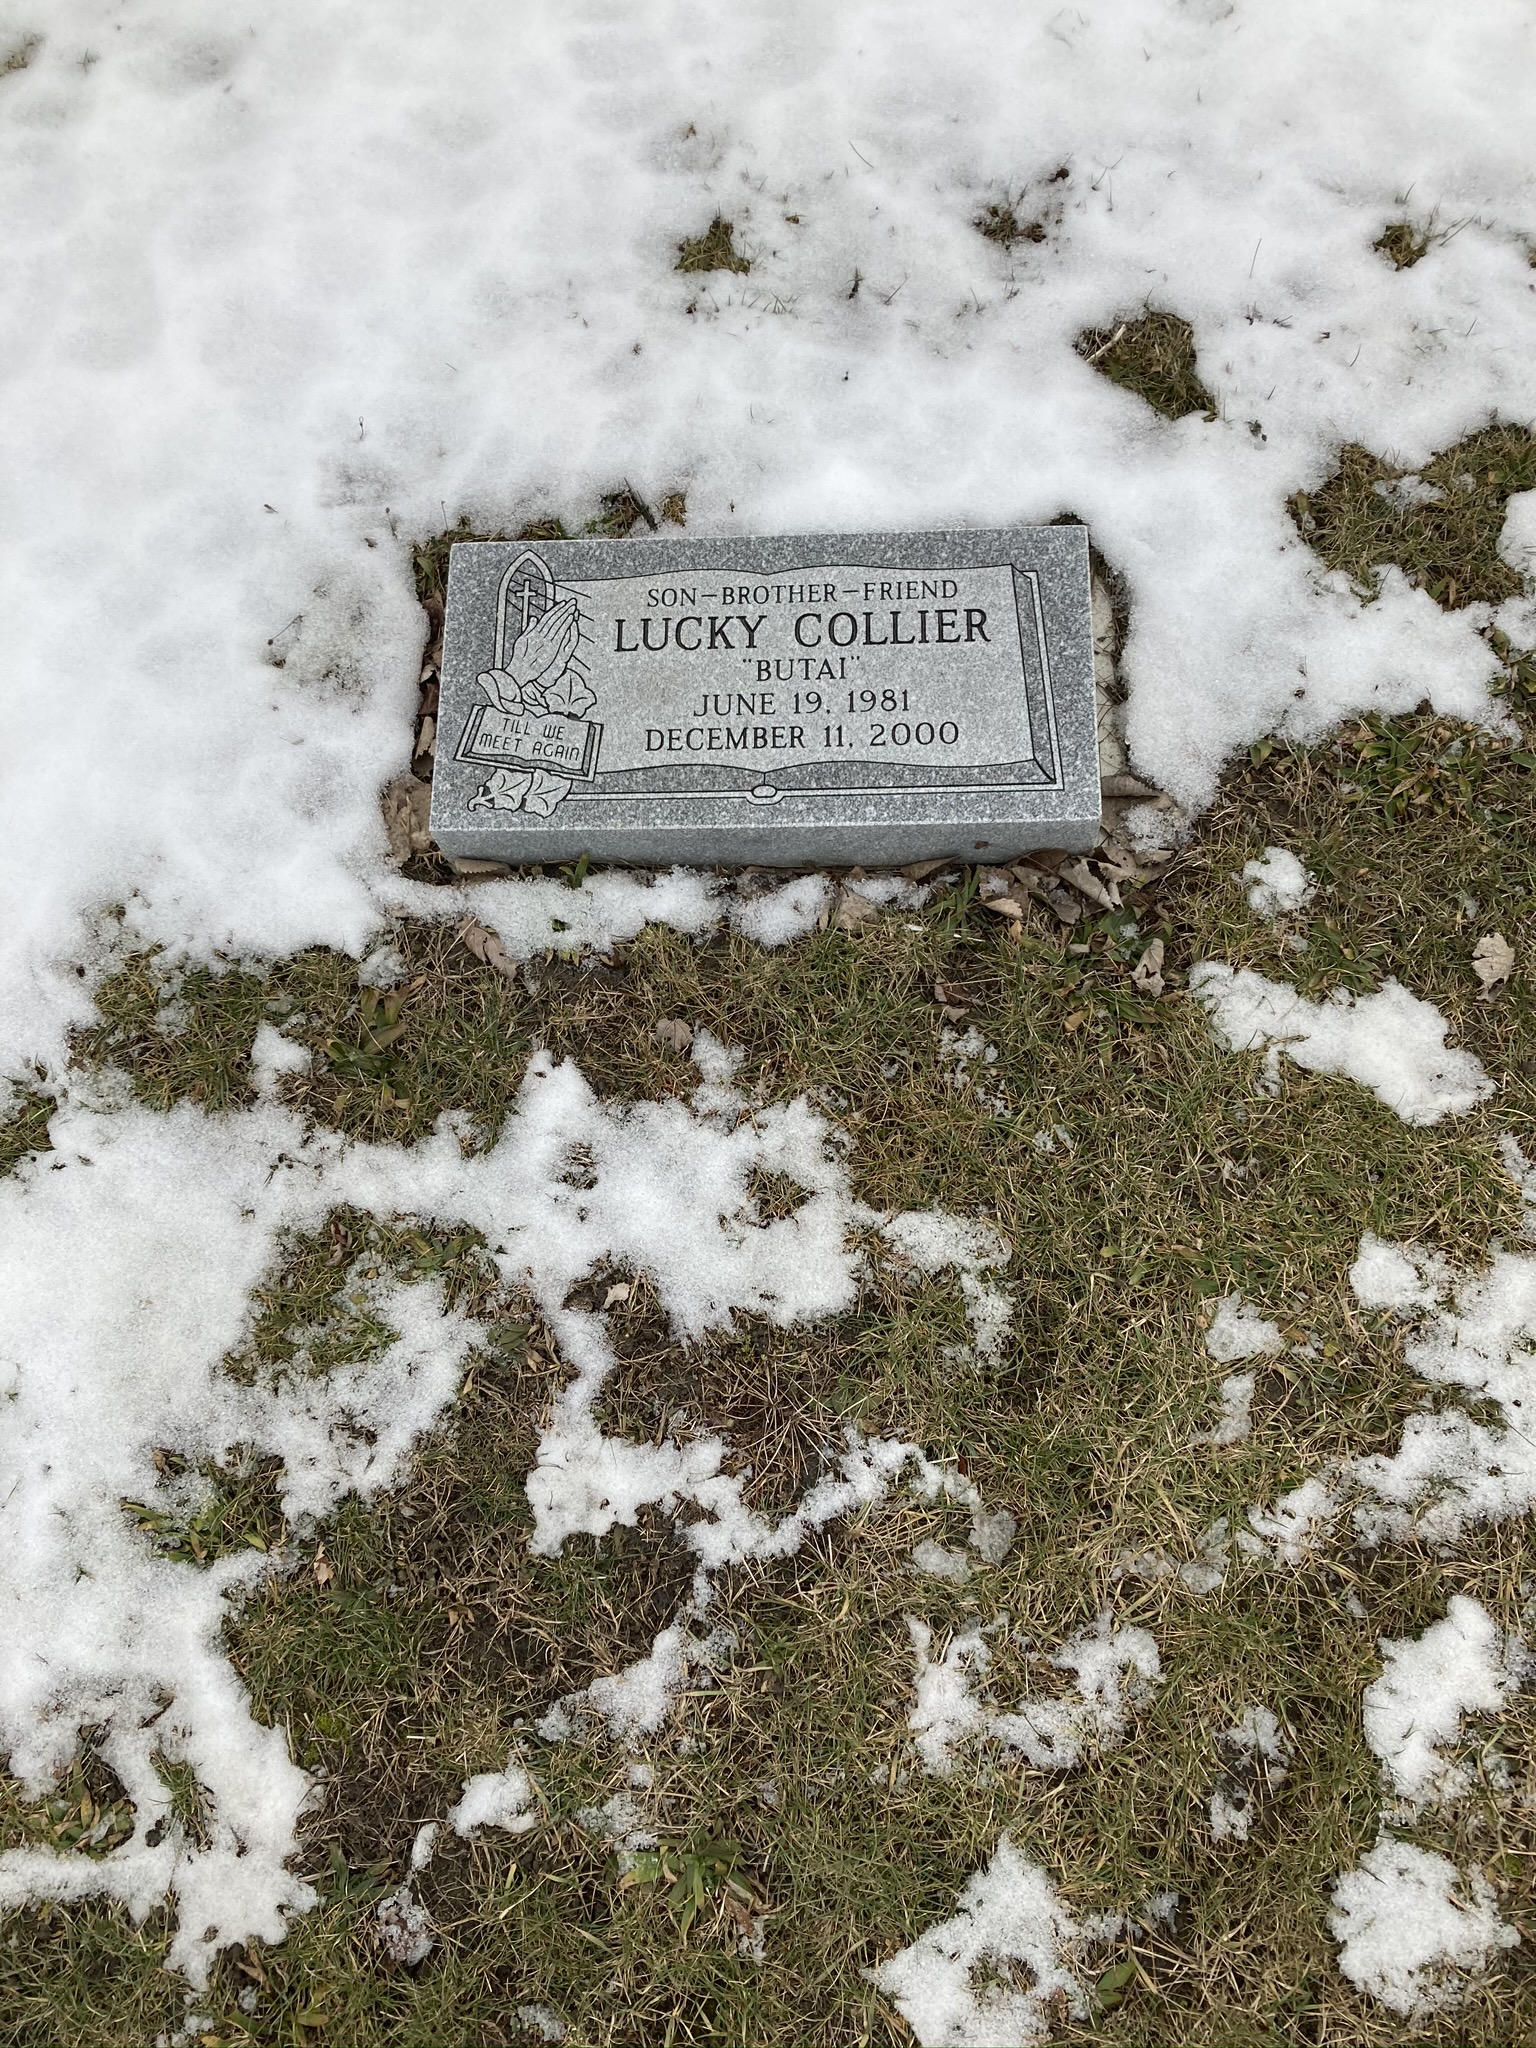 SON-BROTHER-FRIEND
LUCKY COLLIER
"BUTAI"
JUNE 19, 1981
DECEMBER 11, 2000
TILL WE
MEET AGAIN